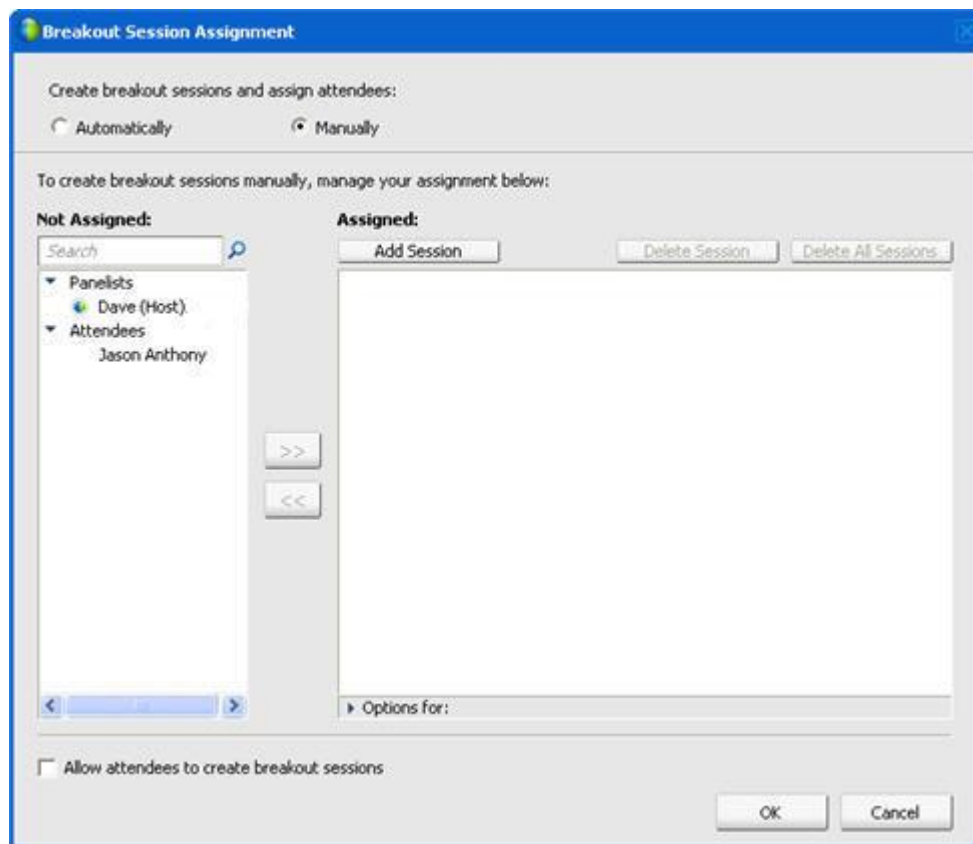 Breakout Session Assignment
Create breakout sessions and assign attendees:
Automatically Manually
To create breakout sessions manually, manage your assignment below:
Not Assigned: Assigned:
Search Add Session Delete Session Delete All Sessions
Panelists
Dave (Host)
Attendees
Jason Anthony
>>
<<
Options for:
Allow attendees to create breakout sessions
OK Cancel